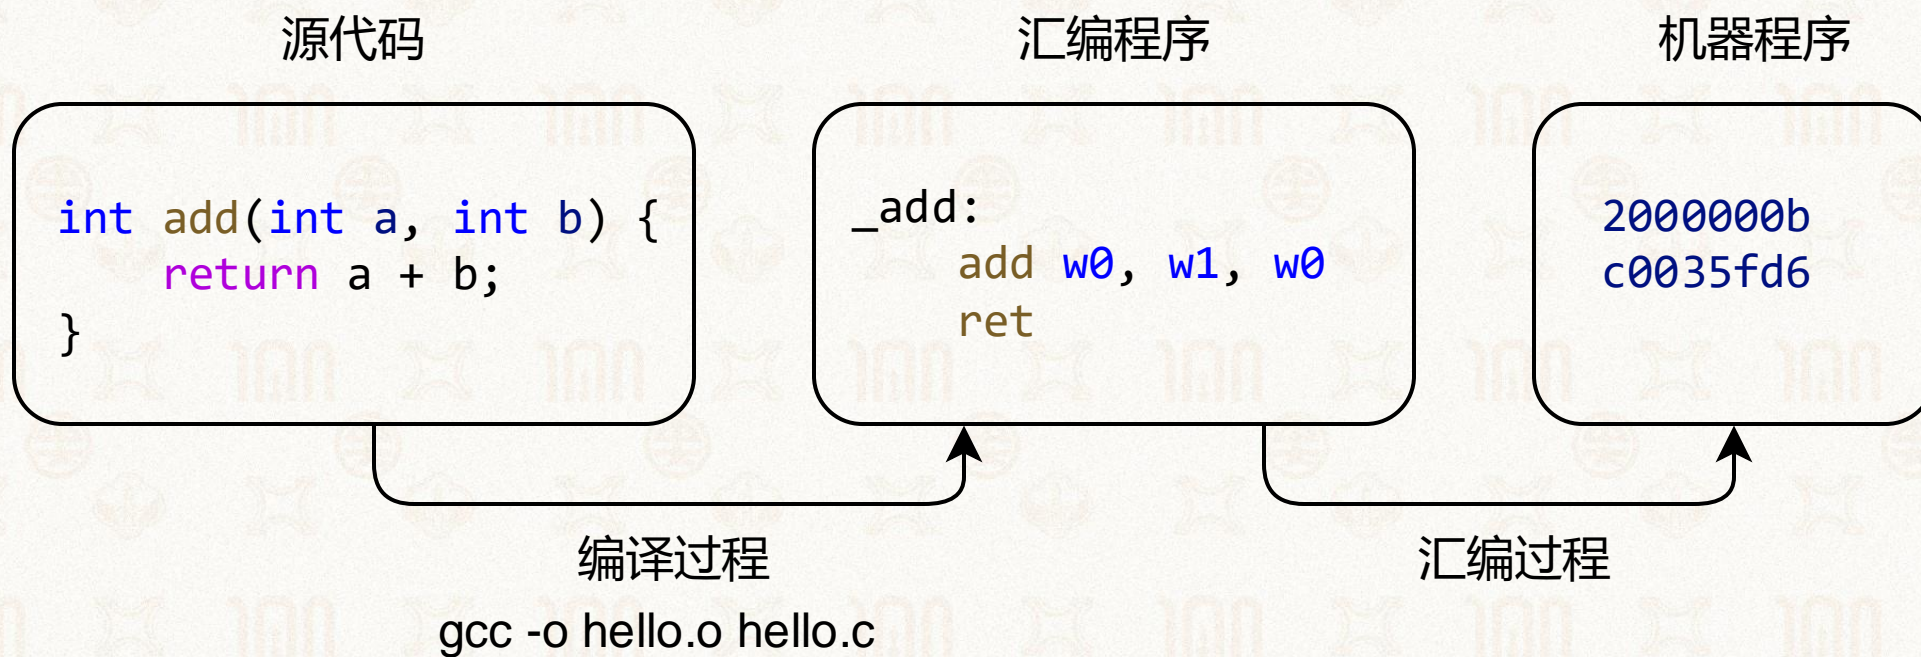 源代码
汇编程序
机器程序
int add(int a, int b) {
    return a + b;
}
_add:
    add w0, w1, w0
    ret
2000000b
c0035fd6
编译过程
汇编过程
gcc -o hello.o hello.c